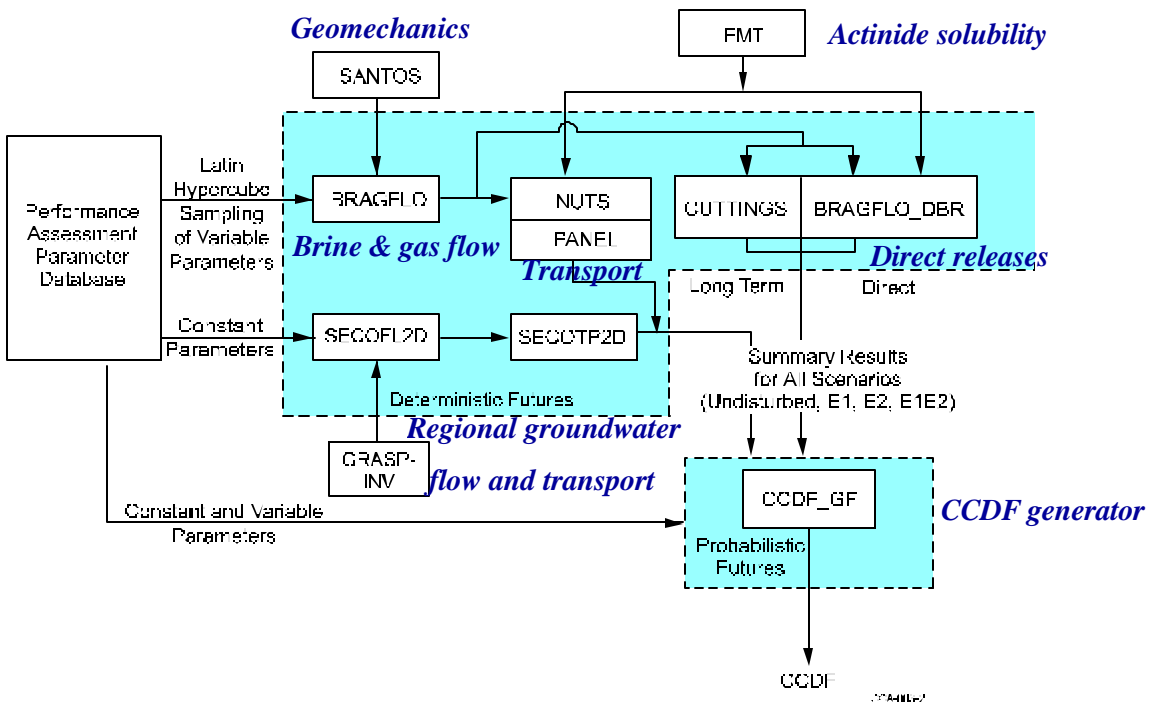 Geomechanics
FMT
Actinide solubility
SANTOS
Performance
Assessment
Parameter
Database
Latin
Hypercube
Sampling
of Variable
Parameters
BRAGFLO
NUTS
PANEL
CUTTINGS
BRAGFLO_DBR
Brine & gas flow
Transport
Direct releases
Long Term
Direct
Constant
Parameters
SECOFL2D
SECOTP2D
Summary Results
for All Scenarios
(Undisturbed, E1, E2, E1E2)
Deterministic Futures
Regional groundwater
flow and transport
GRASP-
INV
Constant and Variable
Parameters
CCDF_GF
CCDF generator
Probabilistic
Futures
CCDF